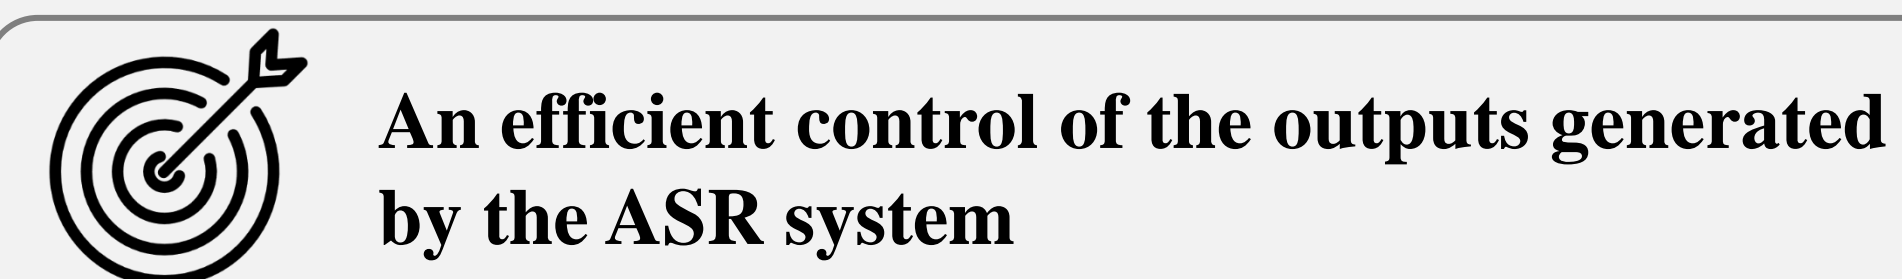 An efficient control of the outputs generated
by the ASR system